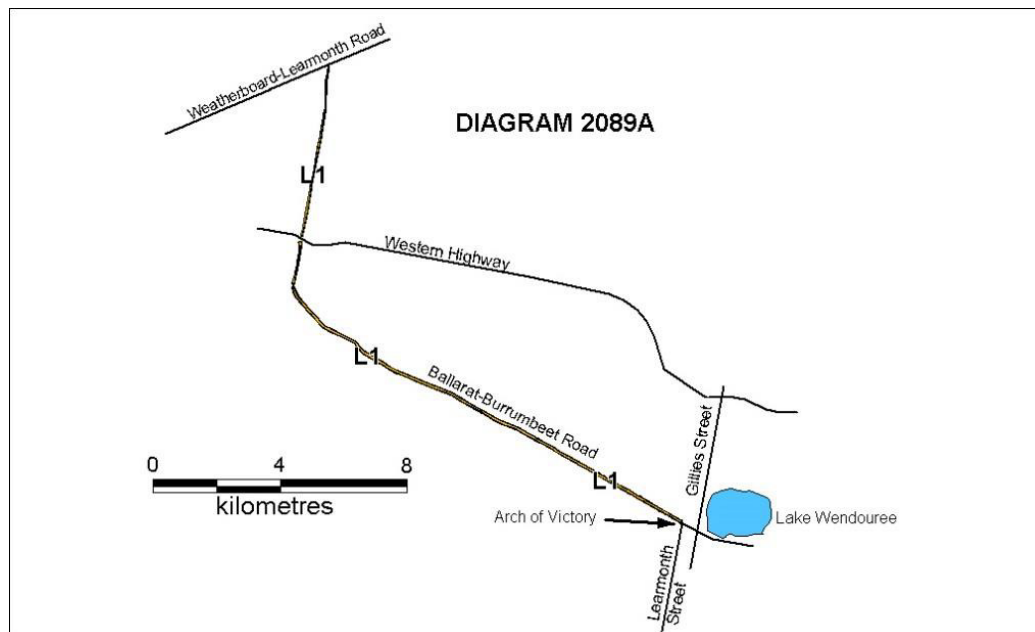 Weatherboard-Learmonth Road
DIAGRAM 2089A
L1
Western Highway
L1
Ballarat-Burrumbeet Road
Gillies Street
0 4 8
kilometres
L1
Arch of Victory
Lake Wendouree
Learmonth
Street